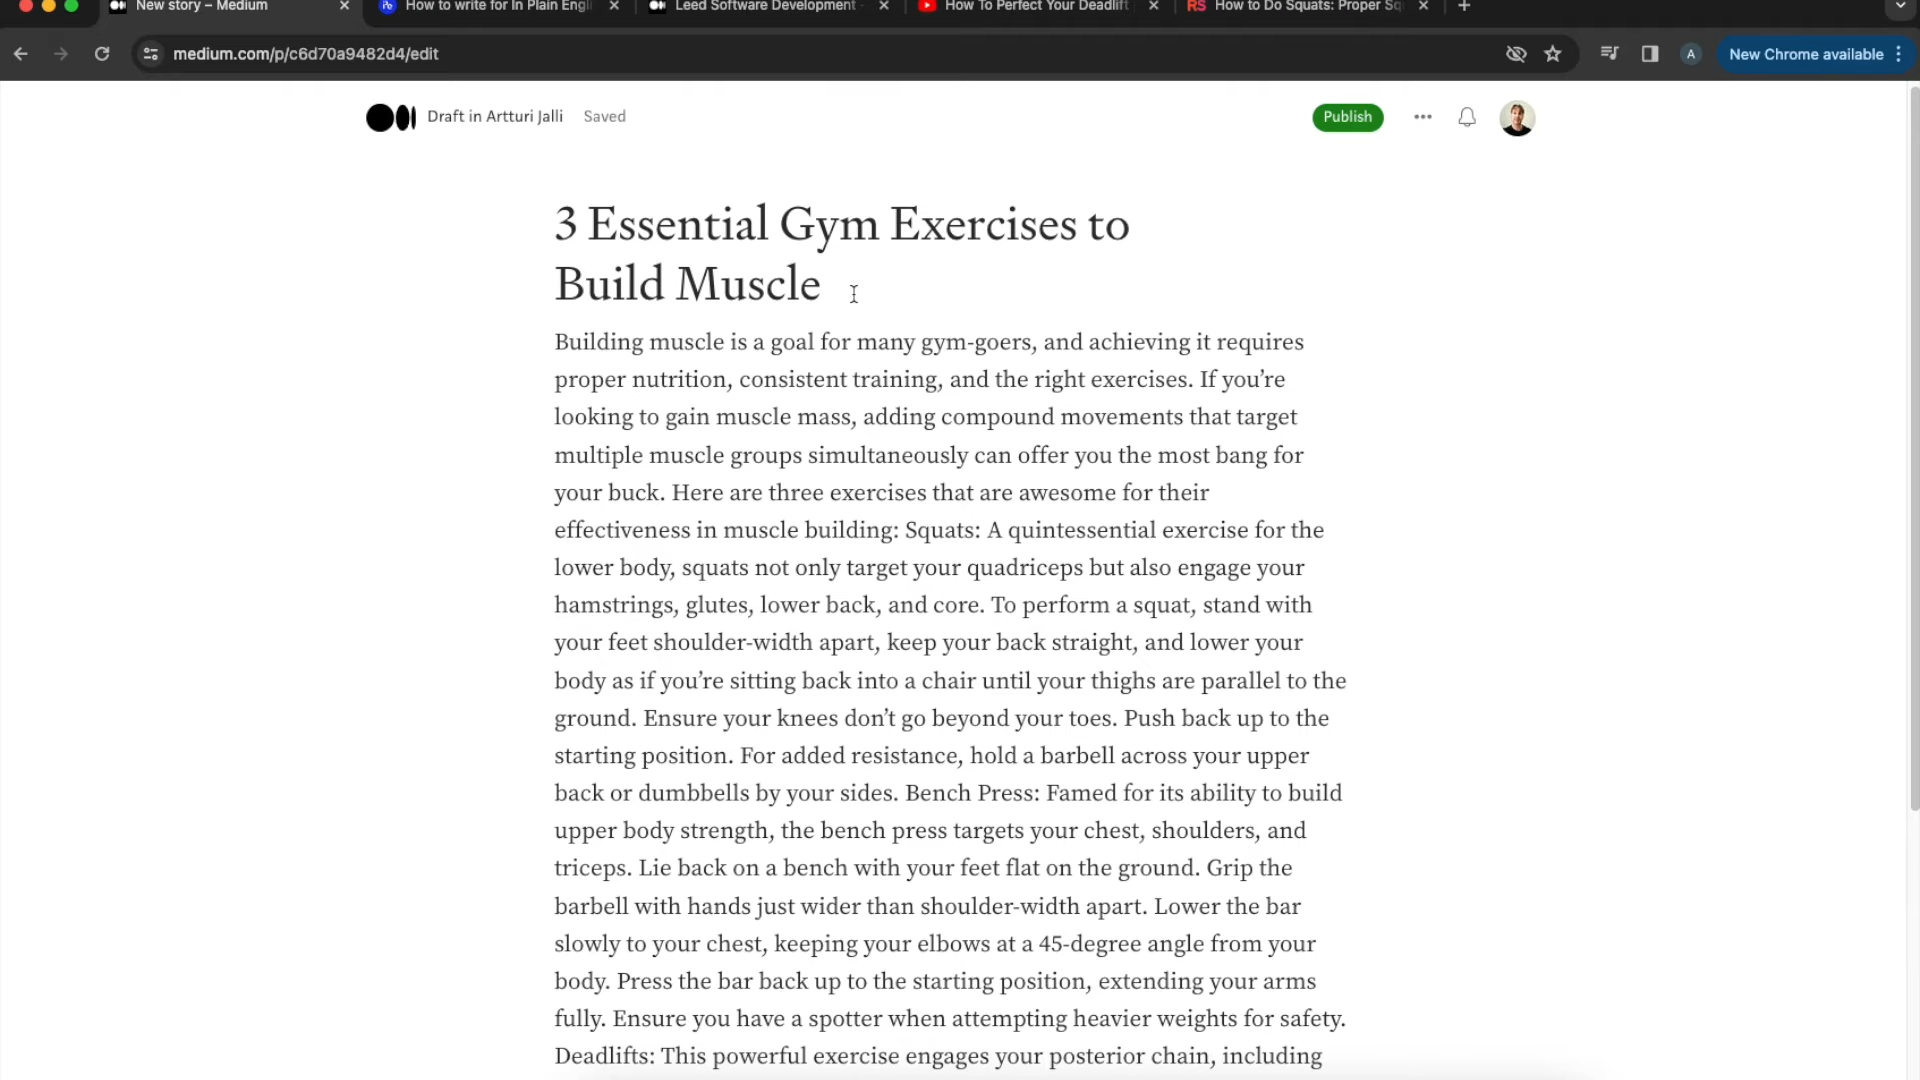 New story – Medium
How to write for In Plain Engli
Leed Software Development
How To Perfect Your Deadlift
RS How to Do Squats: Proper Sq
medium.com/p/c6d70a9482d4/edit
A
New Chrome available
Draft in Artturi Jalli Saved
Publish
3 Essential Gym Exercises to
Build Muscle
Building muscle is a goal for many gym-goers, and achieving it requires
proper nutrition, consistent training, and the right exercises. If you’re
looking to gain muscle mass, adding compound movements that target
multiple muscle groups simultaneously can offer you the most bang for
your buck. Here are three exercises that are awesome for their
effectiveness in muscle building: Squats: A quintessential exercise for the
lower body, squats not only target your quadriceps but also engage your
hamstrings, glutes, lower back, and core. To perform a squat, stand with
your feet shoulder-width apart, keep your back straight, and lower your
body as if you’re sitting back into a chair until your thighs are parallel to the
ground. Ensure your knees don’t go beyond your toes. Push back up to the
starting position. For added resistance, hold a barbell across your upper
back or dumbbells by your sides. Bench Press: Famed for its ability to build
upper body strength, the bench press targets your chest, shoulders, and
triceps. Lie back on a bench with your feet flat on the ground. Grip the
barbell with hands just wider than shoulder-width apart. Lower the bar
slowly to your chest, keeping your elbows at a 45-degree angle from your
body. Press the bar back up to the starting position, extending your arms
fully. Ensure you have a spotter when attempting heavier weights for safety.
Deadlifts: This powerful exercise engages your posterior chain, including